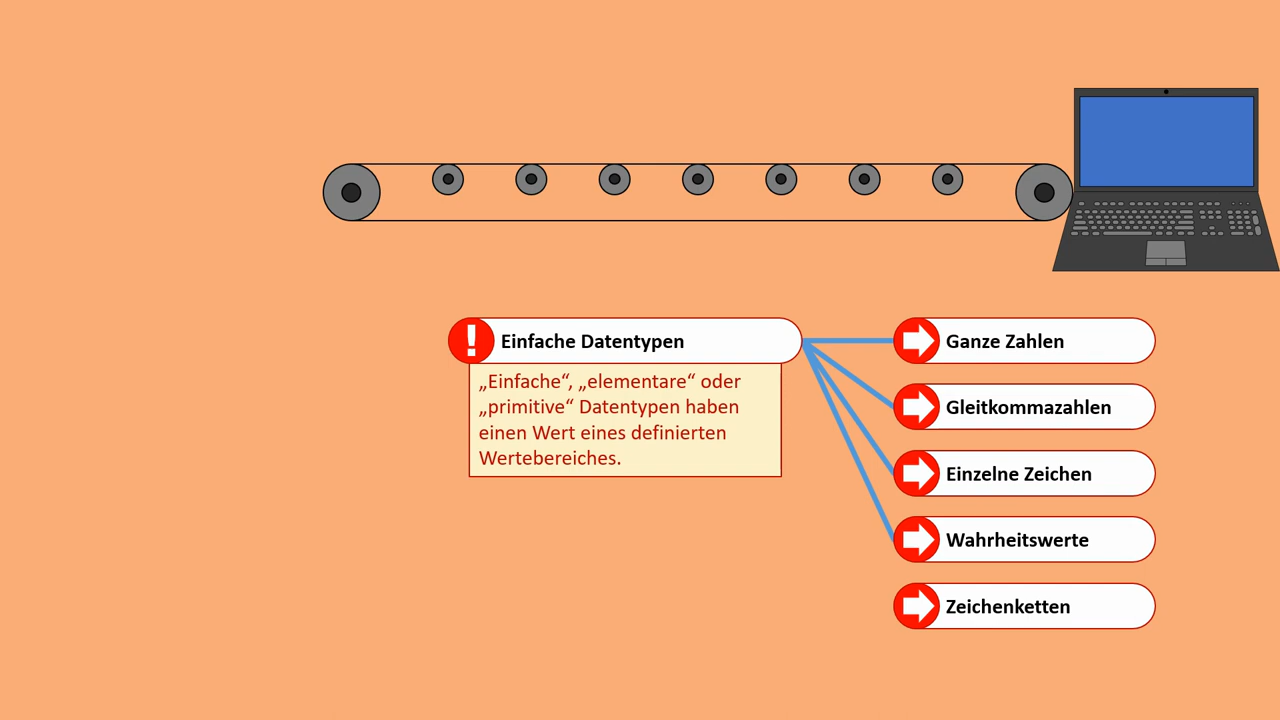 Einfache Datentypen
„Einfache“, „elementare“ oder
„primitive“ Datentypen haben
einen Wert eines definierten
Wertebereiches.
Ganze Zahlen
Gleitkommazahlen
Einzelne Zeichen
Wahrheitswerte
Zeichenketten